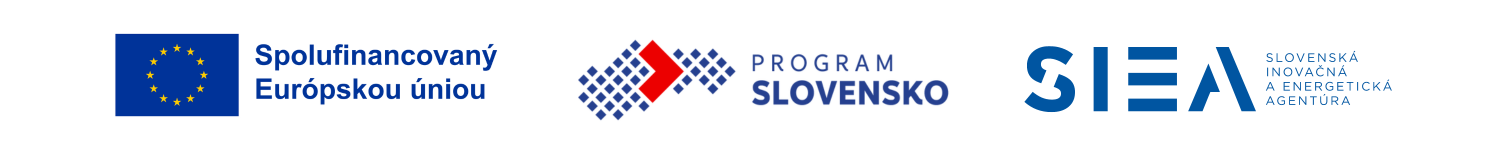 Spolufinancovaný
Európskou úniou
PROGRAM
SLOVENSKO
SIEA
SLOVENSKÁ
INOVAČNÁ
A ENERGETICKÁ
AGENTÚRA